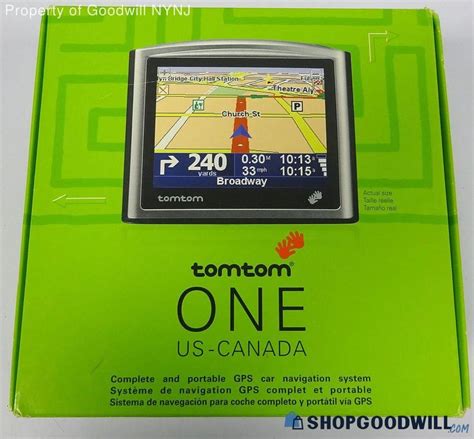 Property of Goodwill NYNJ
Bridge City Hall Station
Theatre Aly
P
Church St
240
yards
0.30M
10:13
33mph
10:15
Broadway
tomtom
Actual size
Taille réelle
Tamaño real
tomtom
ONE
US-CANADA
Complete and portable GPS car navigation system
Système de navigation GPS complet et portable
Sistema de navegación para coche completo y portátil vía GPS
SHOPGOODWILL.com